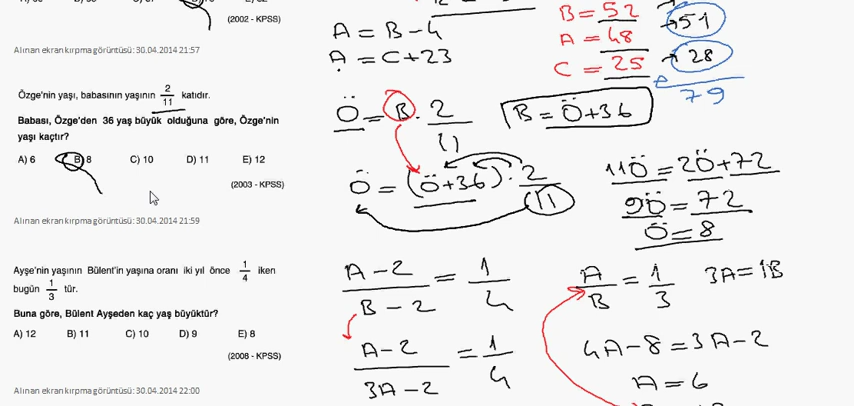 (2002 - KPSS)
Alınan ekran kırpma görüntüsü: 30.04.2014 21:57
Özge'nin yaşı, babasının yaşının 2/11 katıdır.
Babası, Özge'den 36 yaş büyük olduğuna göre, Özge'nin
yaşı kaçtır?
A) 6 B) 8 C) 10 D) 11 E) 12
(2003 - KPSS)
Alınan ekran kırpma görüntüsü: 30.04.2014 21:59
Ayşe'nin yaşının Bülent'in yaşına oranı iki yıl önce 1/4 iken
bugün 1/3 tür.
Buna göre, Bülent Ayşeden kaç yaş büyüktür?
A) 12 B) 11 C) 10 D) 9 E) 8
(2008 - KPSS)
Alınan ekran kırpma görüntüsü: 30.04.2014 22:00
A = B - 4
A = C + 23
B = 52 → 51
A = 48
C = 25 → 28
79
Ö = B . 2/11
B = Ö + 36
Ö = (Ö + 36) . 2/11
11Ö = 2Ö + 72
9Ö = 72
Ö = 8
A - 2 / B - 2 = 1/4
A/B = 1/3 3A = 1B
A - 2 / 3A - 2 = 1/4
4A - 8 = 3A - 2
A = 6